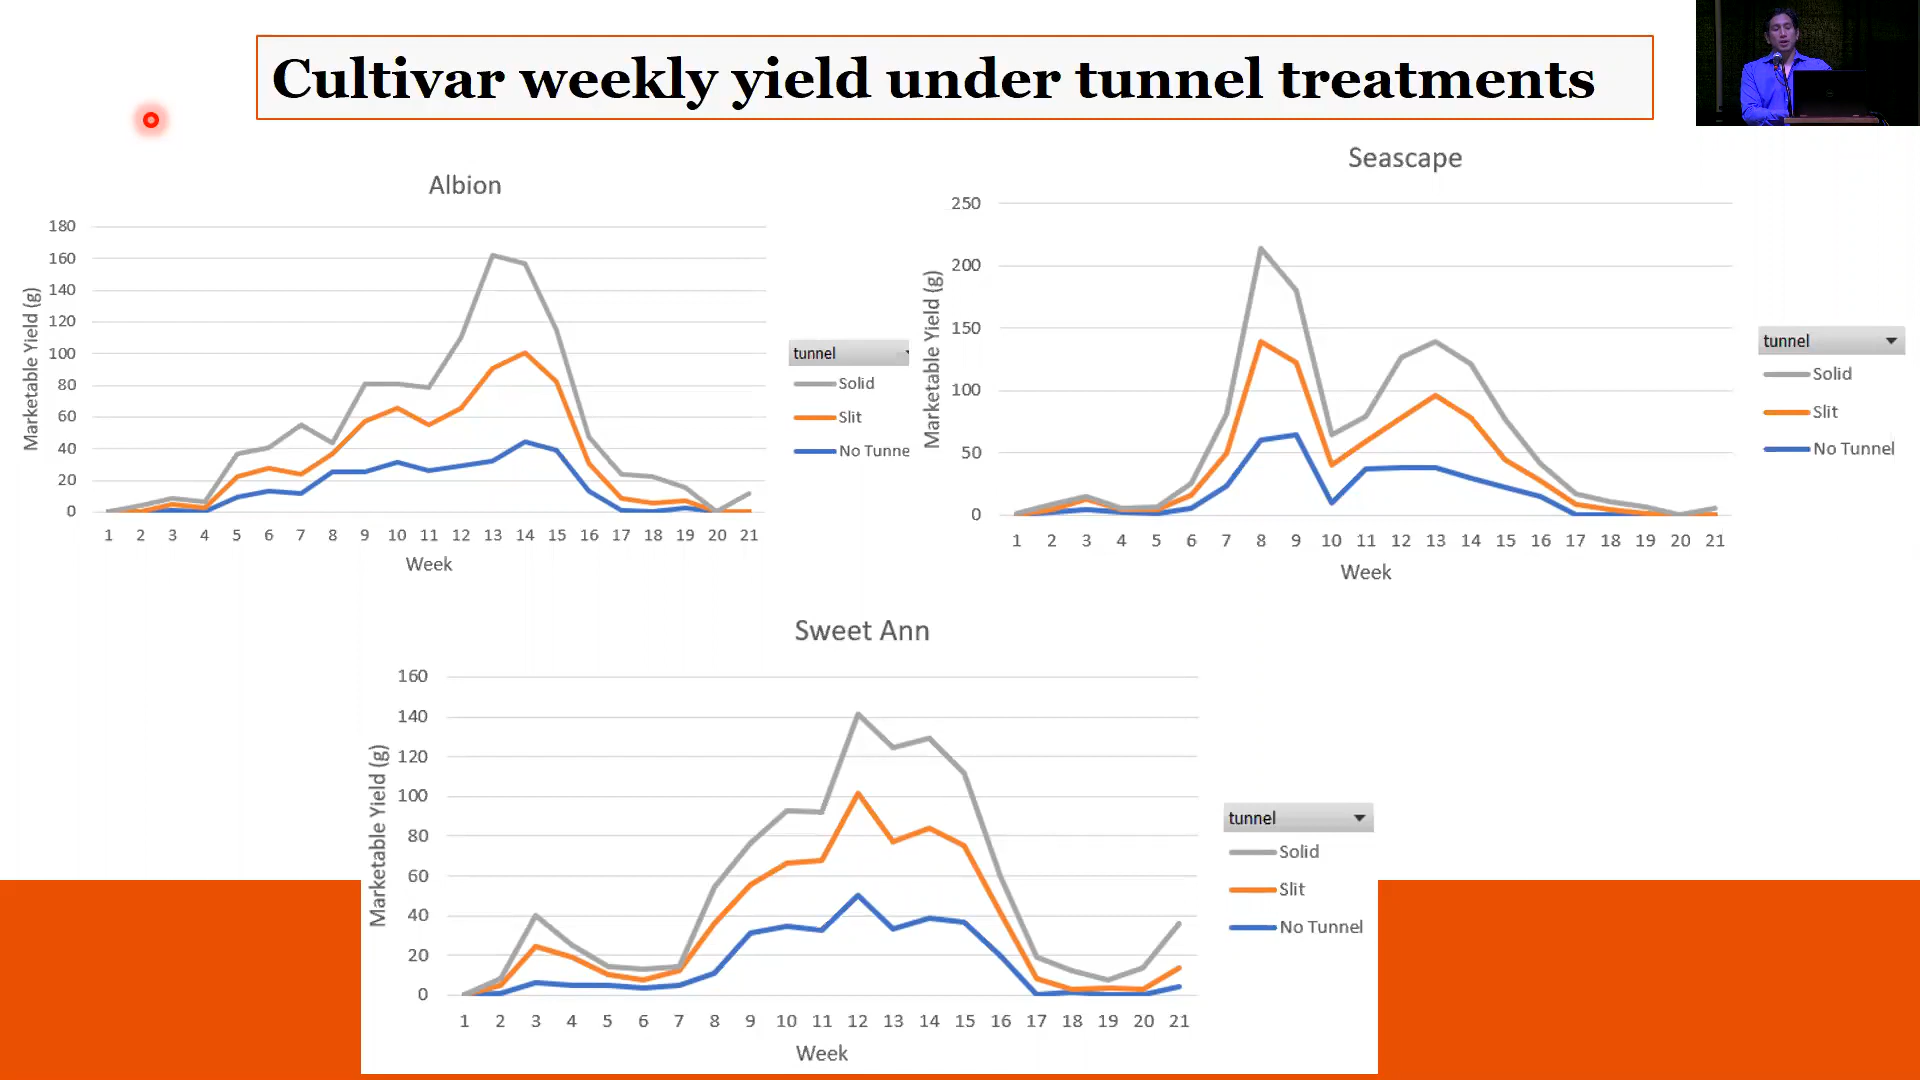 Cultivar weekly yield under tunnel treatments
Albion
Marketable Yield (g)
180
160
140
120
100
80
60
40
20
0
1 2 3 4 5 6 7 8 9 10 11 12 13 14 15 16 17 18 19 20 21
Week
tunnel
Solid
Slit
No Tunne
Seascape
Marketable Yield (g)
250
200
150
100
50
0
1 2 3 4 5 6 7 8 9 10 11 12 13 14 15 16 17 18 19 20 21
Week
tunnel
Solid
Slit
No Tunnel
Sweet Ann
Marketable Yield (g)
160
140
120
100
80
60
40
20
0
1 2 3 4 5 6 7 8 9 10 11 12 13 14 15 16 17 18 19 20 21
Week
tunnel
Solid
Slit
No Tunnel